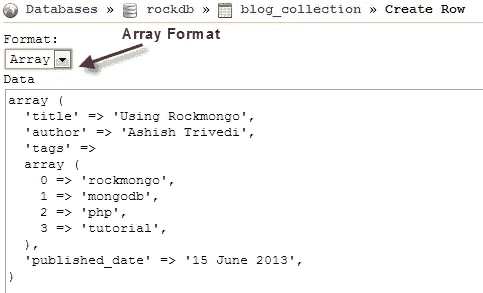 Databases » rockdb » blog_collection » Create Row
Array Format
Format:
Array
Data
array (
  'title' => 'Using Rockmongo',
  'author' => 'Ashish Trivedi',
  'tags' =>
  array (
    0 => 'rockmongo',
    1 => 'mongodb',
    2 => 'php',
    3 => 'tutorial',
  ),
  'published_date' => '15 June 2013',
)